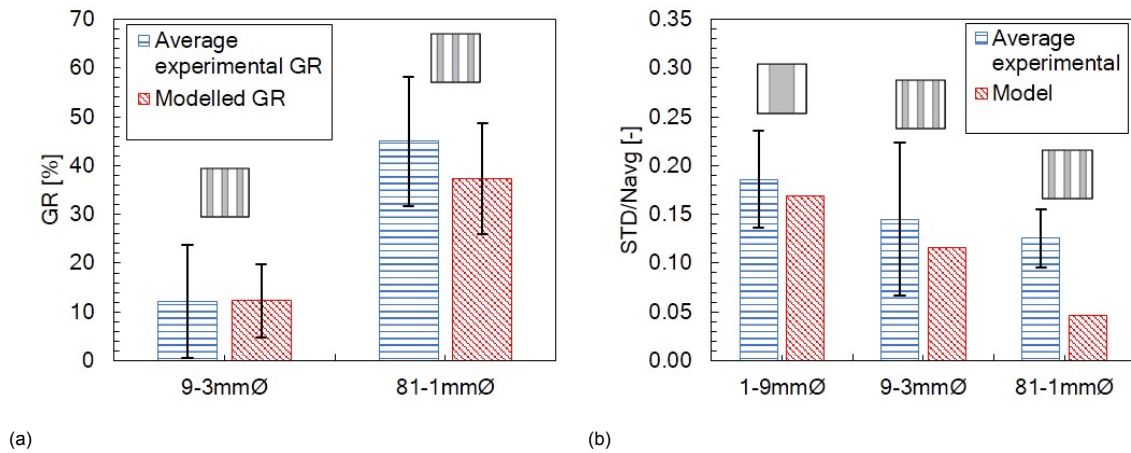 GR [%]
70
60
50
40
30
20
10
0
Average
experimental GR
Modelled GR
9-3mmØ
81-1mmØ
(a)
STD/Navg [-]
0.35
0.30
0.25
0.20
0.15
0.10
0.05
0.00
Average
experimental
Model
1-9mmØ
9-3mmØ
81-1mmØ
(b)